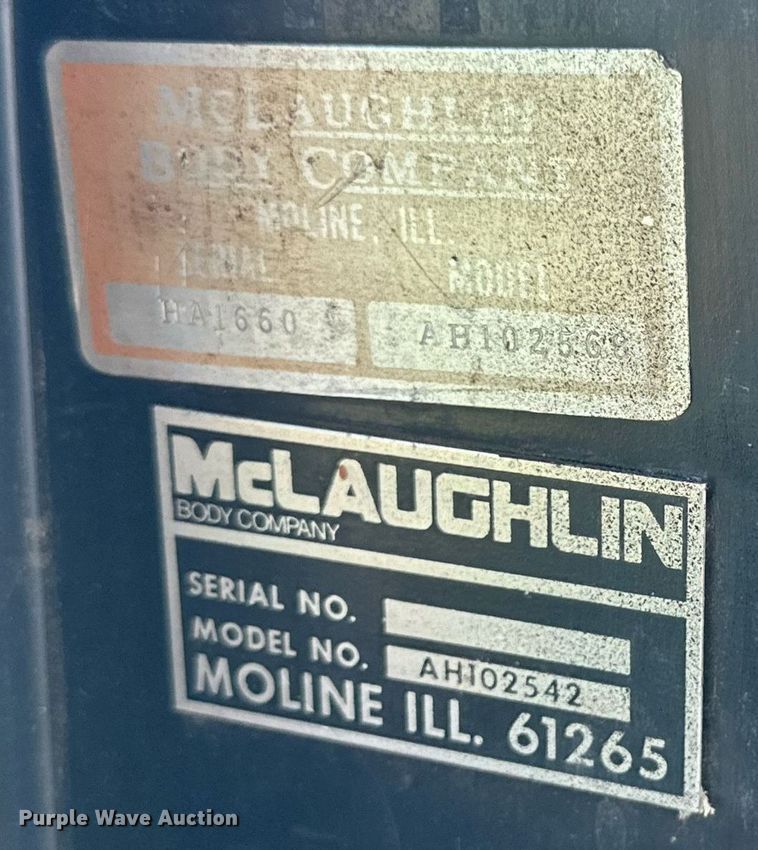 McLAUGHLIN
BODY COMPANY
MOLINE, ILL.
SERIAL MODEL
HA1660
McLAUGHLIN
BODY COMPANY
SERIAL NO.
MODEL NO. AH102542
MOLINE ILL. 61265
Purple Wave Auction